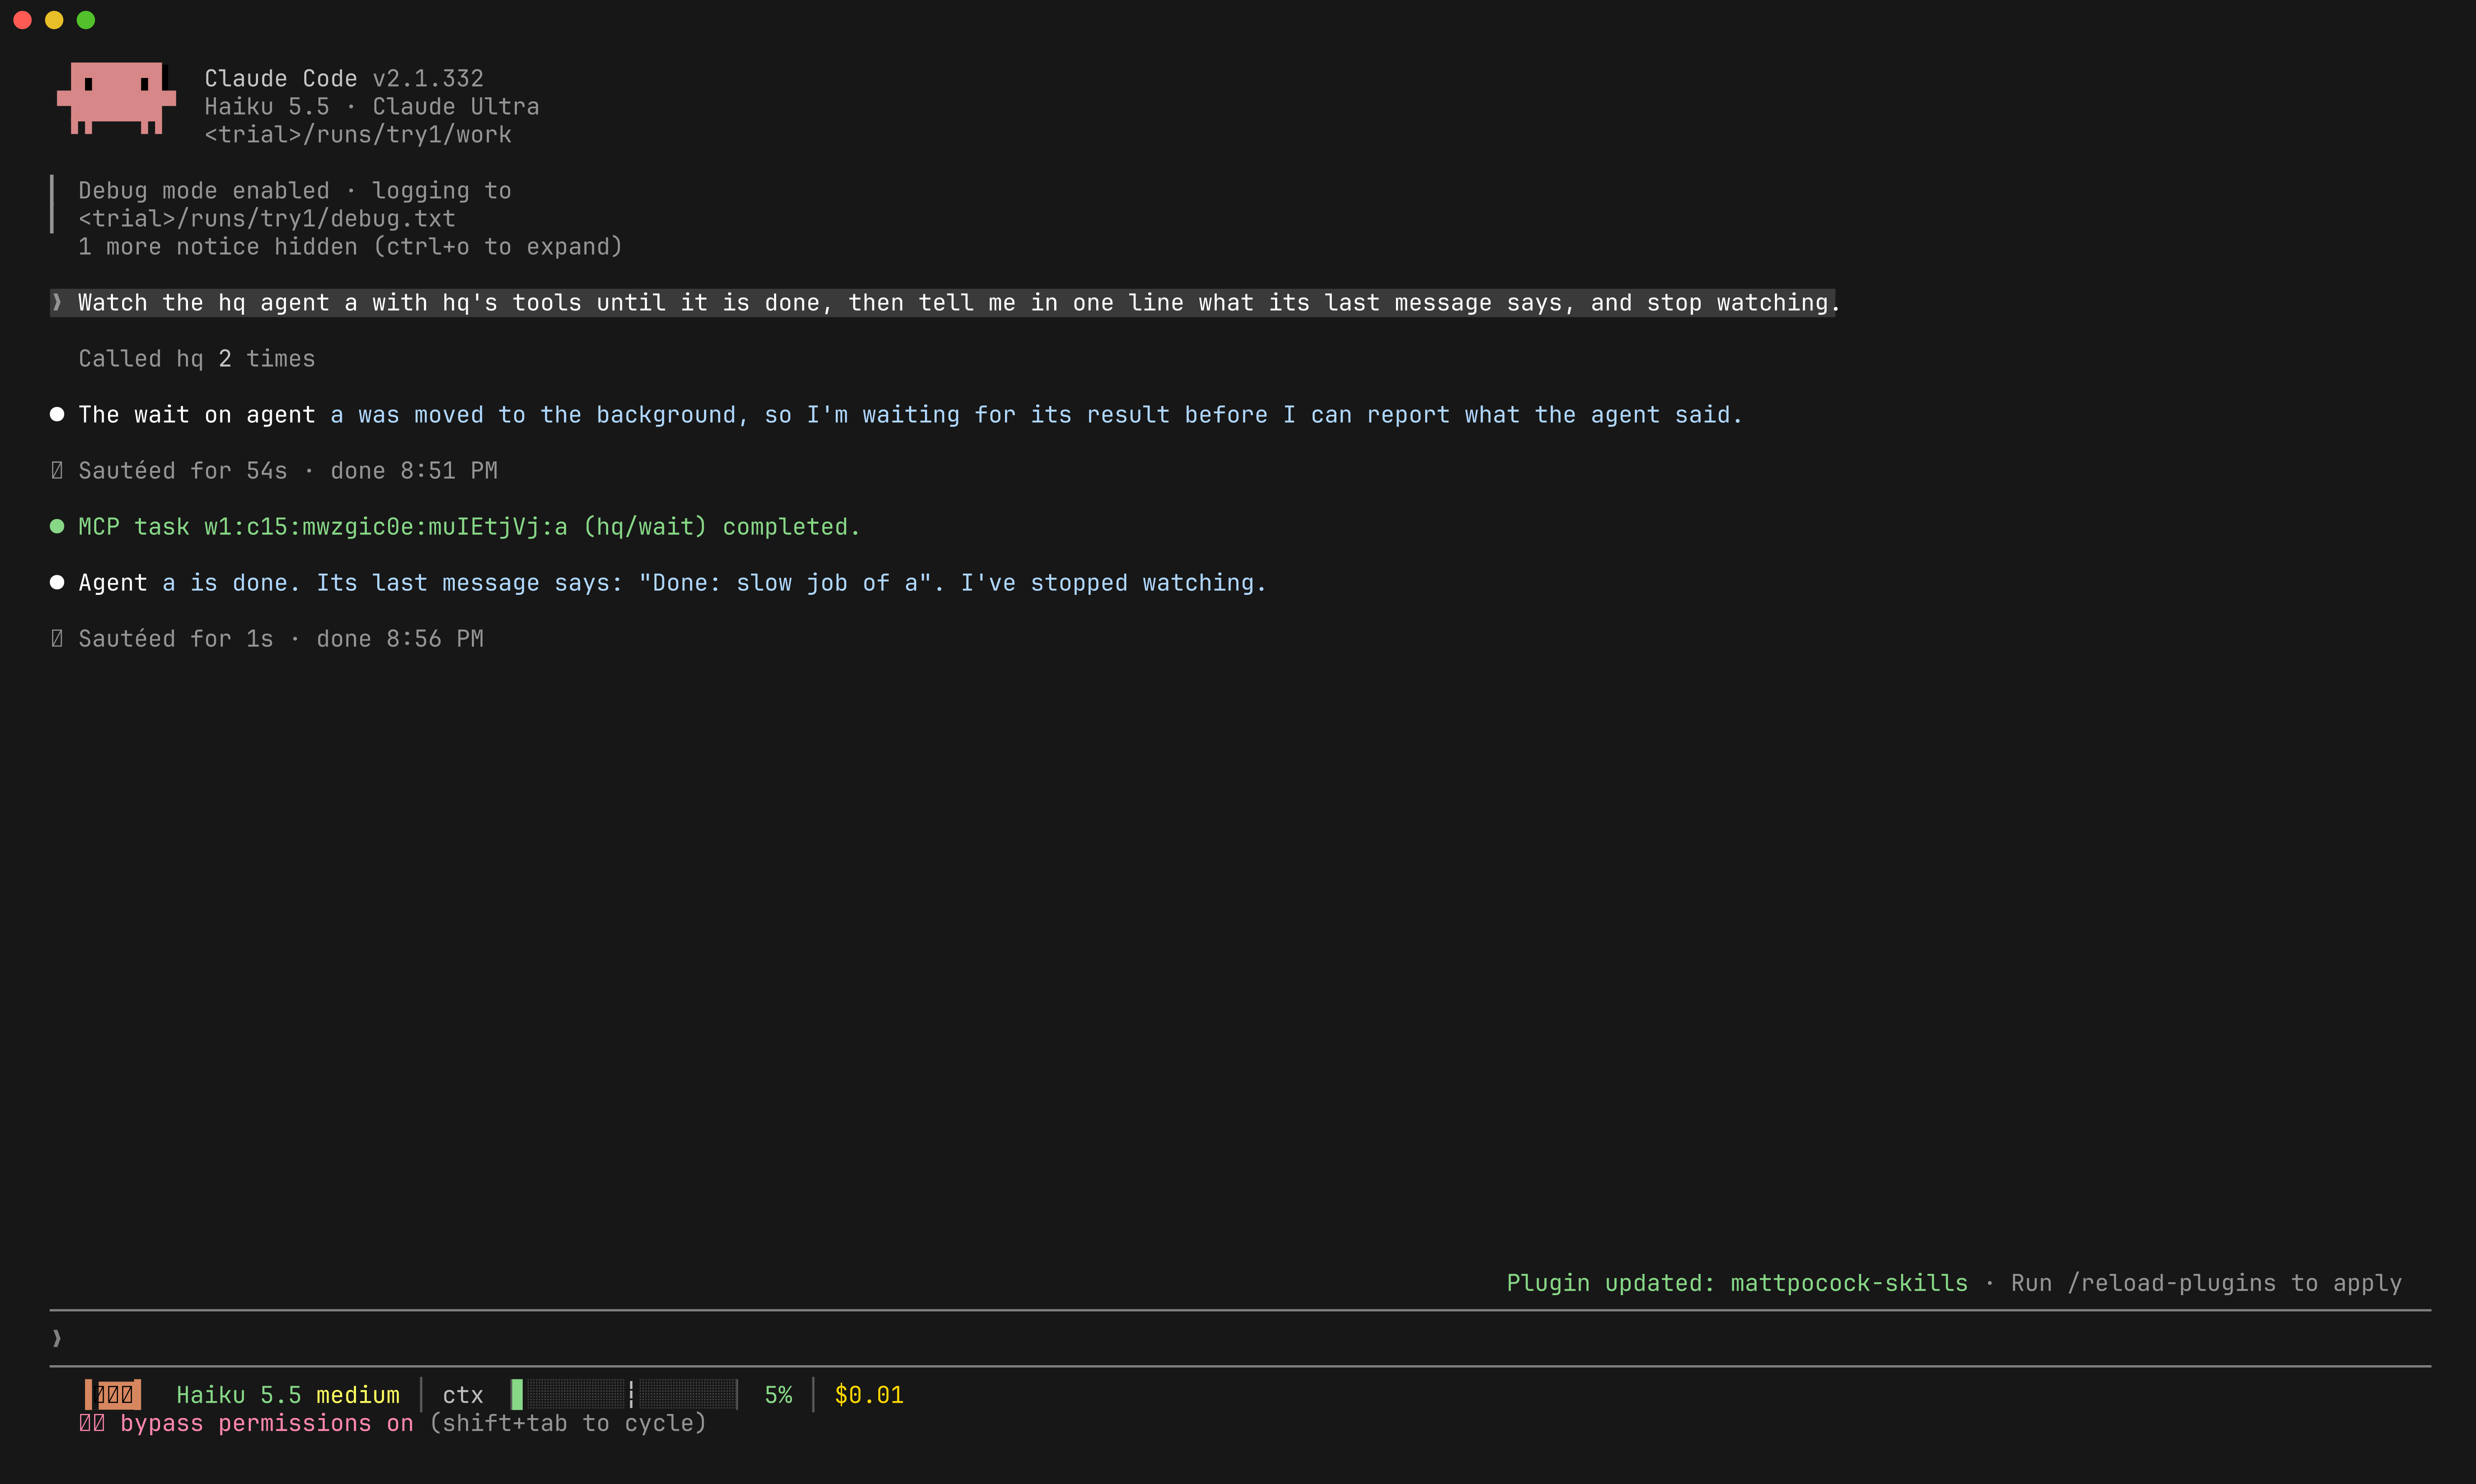 Claude Code v2.1.332
Haiku 5.5 · Claude Ultra
<trial>/runs/try1/work
Debug mode enabled · logging to
<trial>/runs/try1/debug.txt
1 more notice hidden (ctrl+o to expand)
❯ Watch the hq agent a with hq's tools until it is done, then tell me in one line what its last message says, and stop watching.
Called hq 2 times
● The wait on agent a was moved to the background, so I'm waiting for its result before I can report what the agent said.
Sautéed for 54s · done 8:51 PM
● MCP task w1:c15:mwzgic0e:muIEtjVj:a (hq/wait) completed.
● Agent a is done. Its last message says: "Done: slow job of a". I've stopped watching.
Sautéed for 1s · done 8:56 PM
Plugin updated: mattpocock-skills · Run /reload-plugins to apply
❯
Haiku 5.5 medium │ ctx 5% │ $0.01
bypass permissions on (shift+tab to cycle)